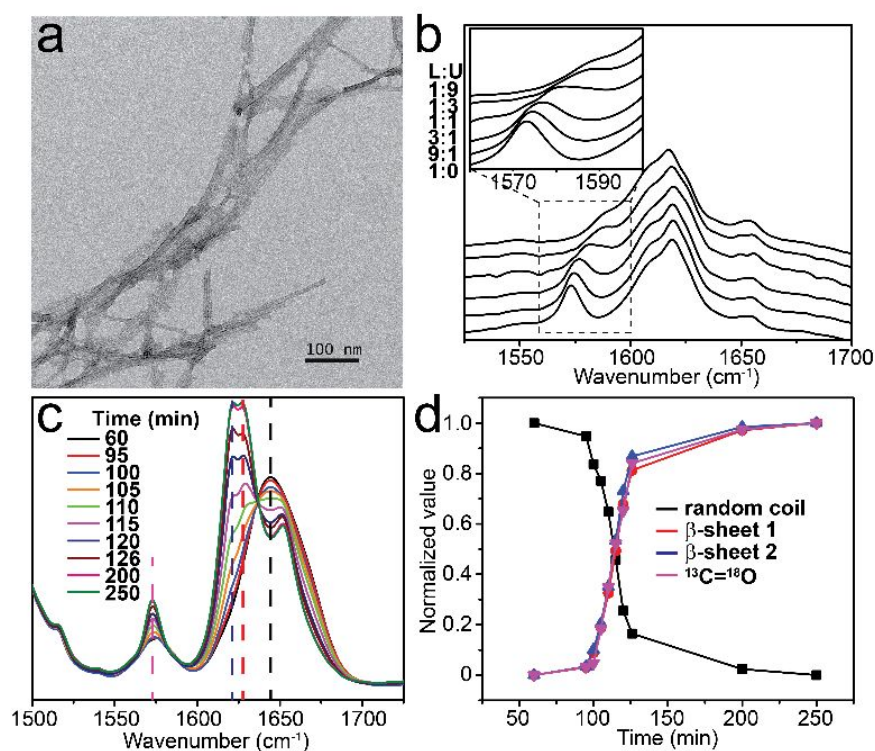 a
100 nm
b
L:U
1:9
1:3
1:1
3:1
9:1
1:0
1570 1590
1550 1600 1650 1700
Wavenumber (cm⁻¹)
c
Time (min)
60
95
100
105
110
115
120
126
200
250
1500 1550 1600 1650 1700
Wavenumber (cm⁻¹)
d
Normalized value
1.0
0.8
0.6
0.4
0.2
0
random coil
β-sheet 1
β-sheet 2
¹³C=¹⁸O
50 100 150 200 250
Time (min)